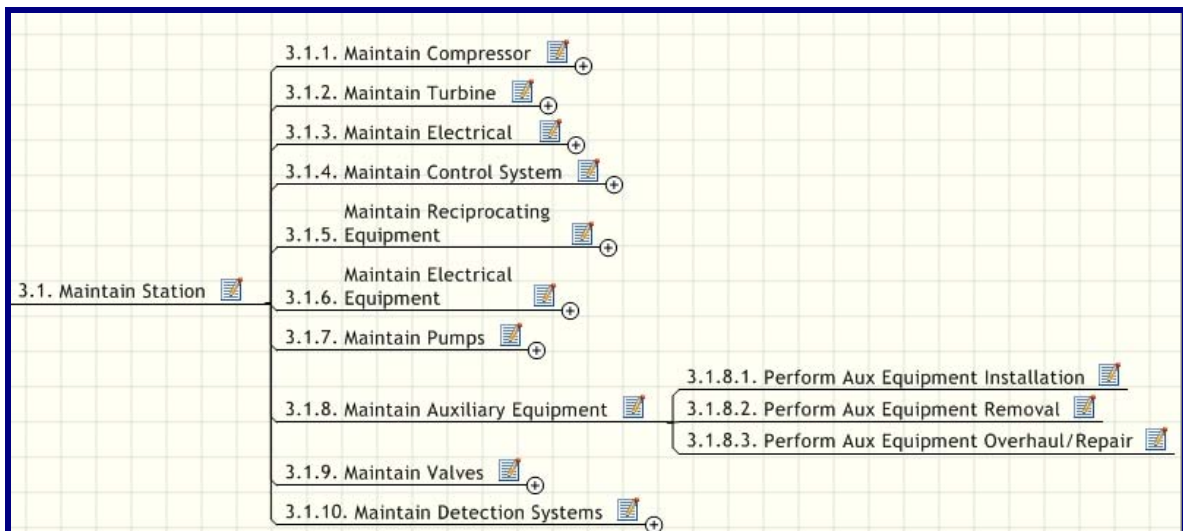 3.1.1. Maintain Compressor
3.1.2. Maintain Turbine
3.1.3. Maintain Electrical
3.1.4. Maintain Control System
Maintain Reciprocating
3.1.5. Equipment
Maintain Electrical
3.1. Maintain Station
3.1.6. Equipment
3.1.7. Maintain Pumps
3.1.8. Maintain Auxiliary Equipment
3.1.8.1. Perform Aux Equipment Installation
3.1.8.2. Perform Aux Equipment Removal
3.1.8.3. Perform Aux Equipment Overhaul/Repair
3.1.9. Maintain Valves
3.1.10. Maintain Detection Systems